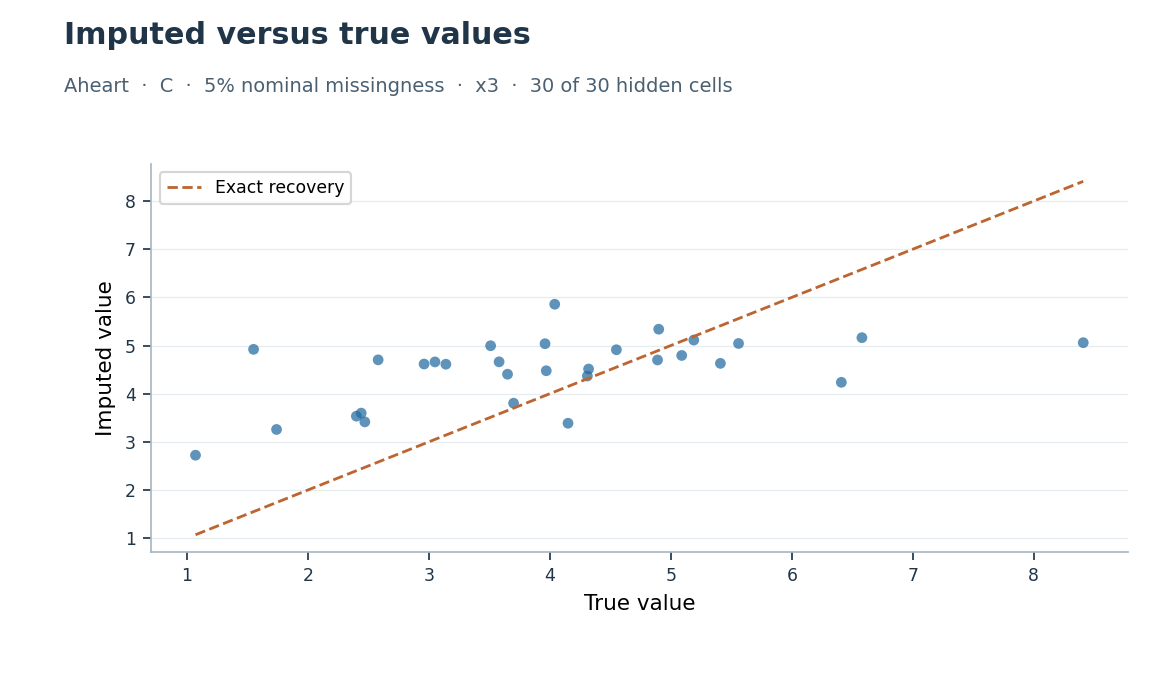 Imputed versus true values
Aheart · C · 5% nominal missingness · x3 · 30 of 30 hidden cells
Exact recovery
8
7
6
5
4
3
2
1
Imputed value
1 2 3 4 5 6 7 8
True value